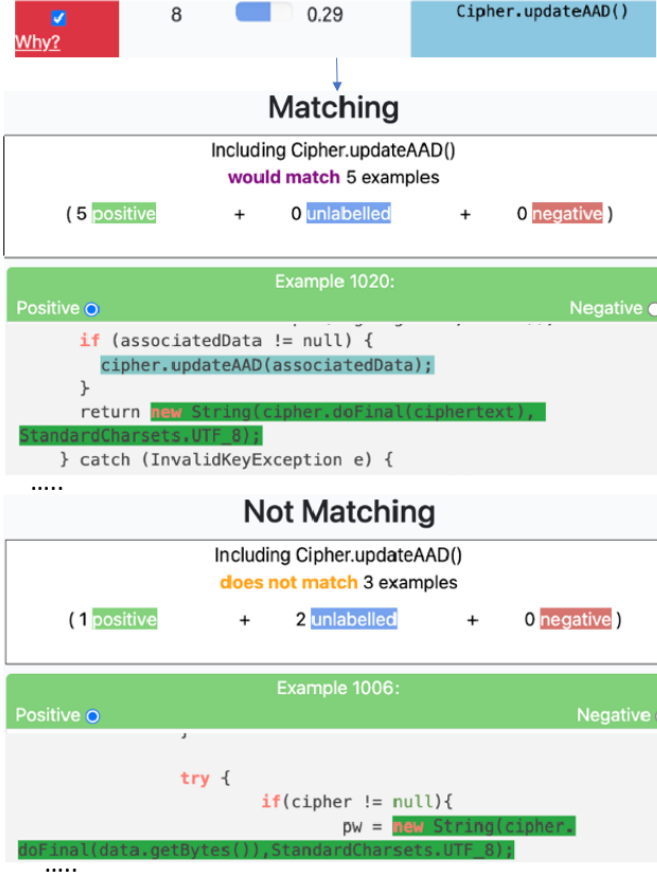 8 0.29 Cipher.updateAAD()
Why?
Matching
Including Cipher.updateAAD()
would match 5 examples
( 5 positive + 0 unlabelled + 0 negative )
Example 1020:
Positive Negative
if (associatedData != null) {
cipher.updateAAD(associatedData);
}
return new String(cipher.doFinal(ciphertext),
StandardCharsets.UTF_8);
} catch (InvalidKeyException e) {
.....
Not Matching
Including Cipher.updateAAD()
does not match 3 examples
( 1 positive + 2 unlabelled + 0 negative )
Example 1006:
Positive Negative
try {
if(cipher != null){
pw = new String(cipher.
doFinal(data.getBytes()),StandardCharsets.UTF_8);
.....